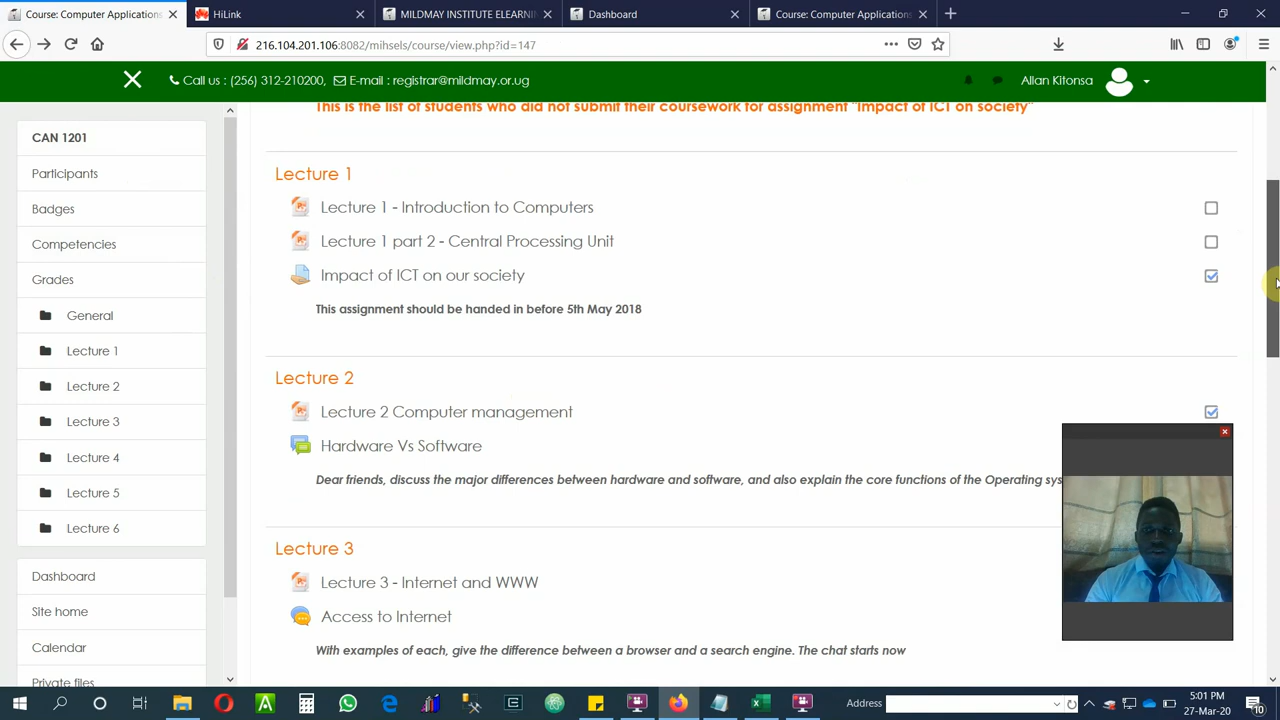 Course: Computer Applications
HiLink
MILDMAY INSTITUTE ELEARNIN
Dashboard
Course: Computer Applications
216.104.201.106:8082/mihsels/course/view.php?id=147
Call us : (256) 312-210200, E-mail : registrar@mildmay.or.ug
Allan Kitonsa
This is the list of students who did not submit their coursework for assignment "Impact of ICT on society"
CAN 1201
Participants
Badges
Competencies
Grades
General
Lecture 1
Lecture 2
Lecture 3
Lecture 4
Lecture 5
Lecture 6
Dashboard
Site home
Calendar
Private files
Lecture 1
Lecture 1 - Introduction to Computers
Lecture 1 part 2 - Central Processing Unit
Impact of ICT on our society
This assignment should be handed in before 5th May 2018
Lecture 2
Lecture 2 Computer management
Hardware Vs Software
Dear friends, discuss the major differences between hardware and software, and also explain the core functions of the Operating sys
Lecture 3
Lecture 3 - Internet and WWW
Access to Internet
With examples of each, give the difference between a browser and a search engine. The chat starts now
Address
5:01 PM
27-Mar-20
10